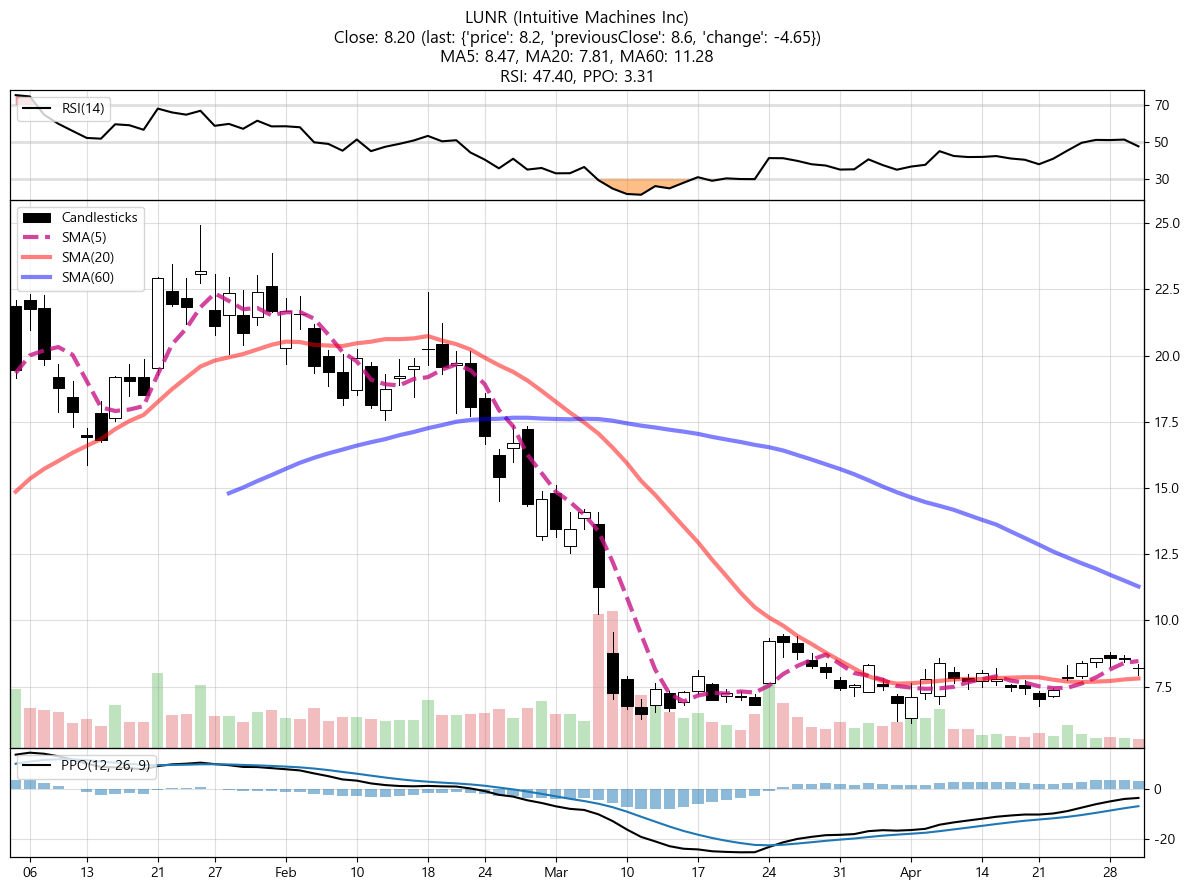 LUNR (Intuitive Machines Inc)
Close: 8.20 (last: {'price': 8.2, 'previousClose': 8.6, 'change': -4.65})
MA5: 8.47, MA20: 7.81, MA60: 11.28
RSI: 47.40, PPO: 3.31
RSI(14)
70
50
30
Candlesticks
SMA(5)
SMA(20)
SMA(60)
25.0
22.5
20.0
17.5
15.0
12.5
10.0
7.5
PPO(12, 26, 9)
0
-20
06 13 21 27 Feb 10 18 24 Mar 10 17 24 31 Apr 14 21 28